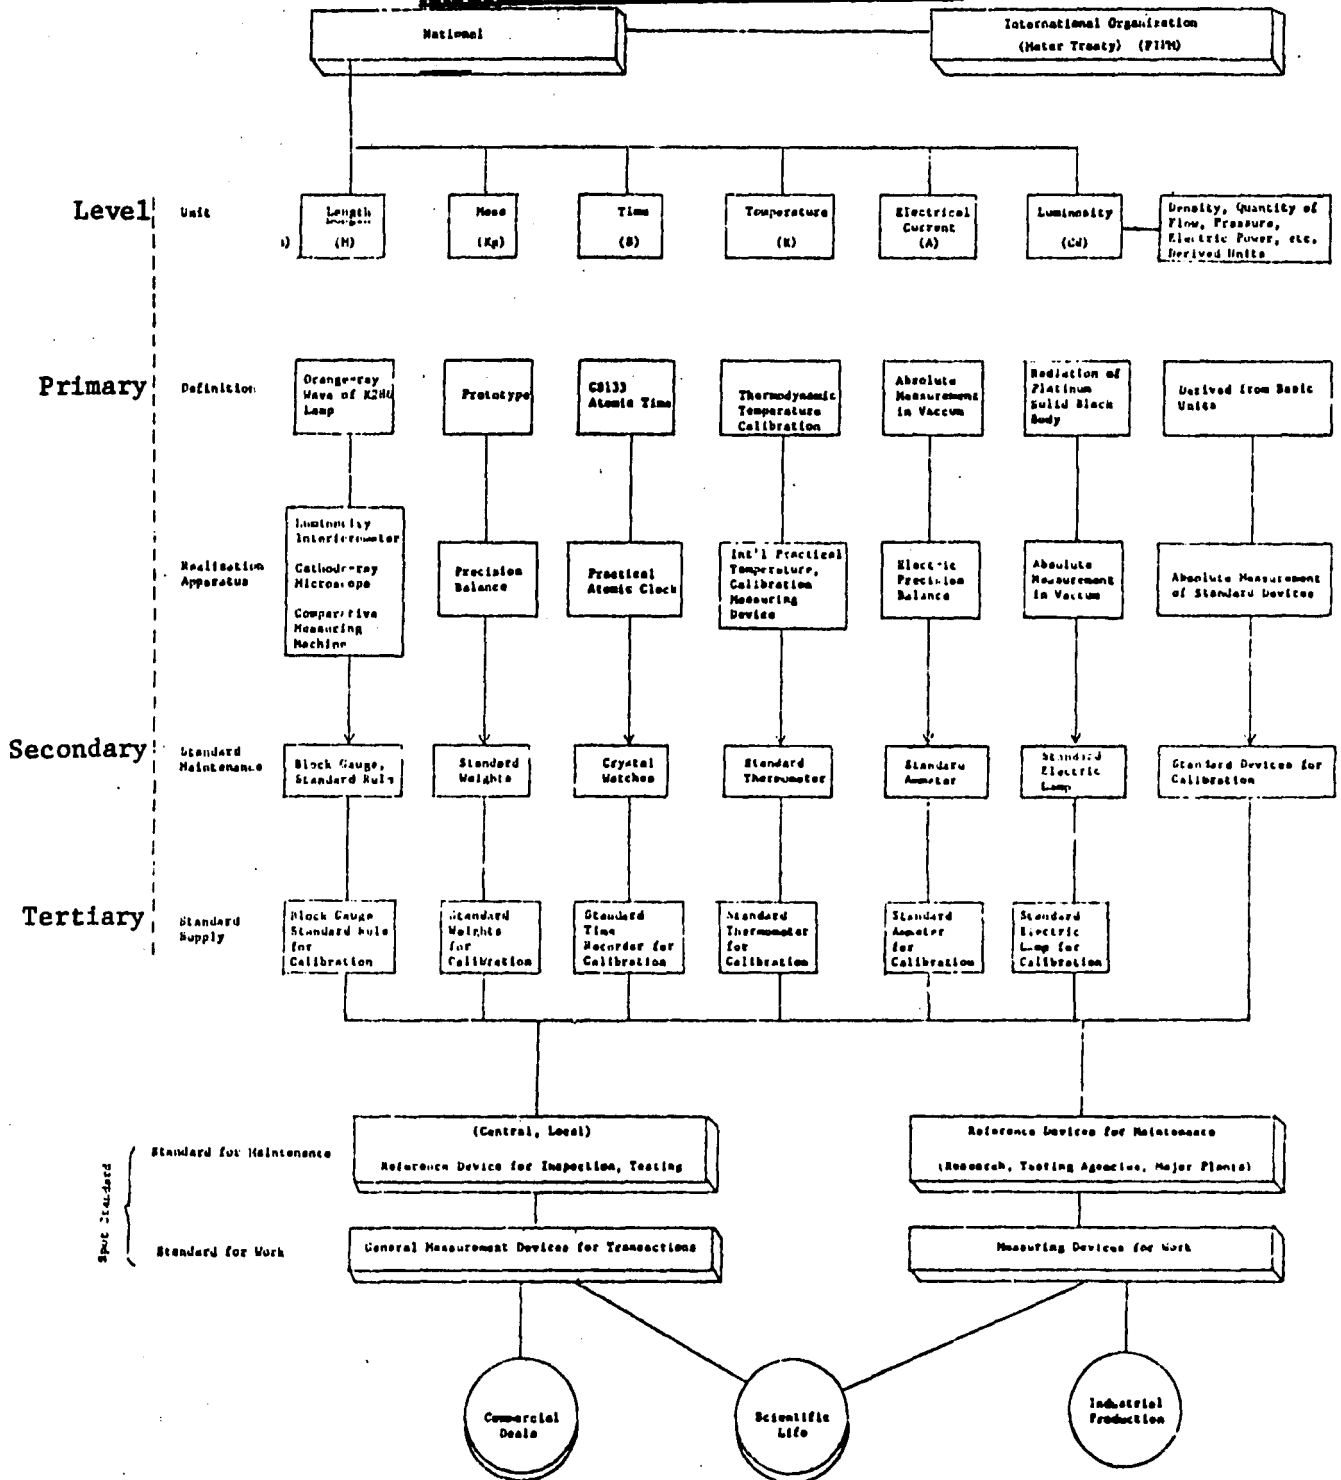 National
International Organization
(Meter Treaty) (PIPM)
Level
Unit
Length
(M)
Mass
(Kg)
Time
(S)
Temperature
(K)
Electrical
Current
(A)
Luminosity
(Cd)
Density, Quantity of
Flow, Pressure,
Electric Power, etc.
Derived Units
Primary
Definition
Orange-ray
Wave of
Lamp
Prototype
CS133
Atomic Time
Thermodynamic
Temperature
Calibration
Absolute
Measurement
in Vaccum
Radiation of
Platinum
Solid Black
Body
Derived from Basic
Units
Realization
Apparatus
Luminosity
Interferometer
Cathode-ray
Microscope
Comparative
Measuring
Machine
Precision
Balance
Practical
Atomic Clock
Int'l Practical
Temperature,
Calibration
Measuring
Device
Electric
Precision
Balance
Absolute
Measurement
in Vaccum
Absolute Measurement
of Standard Devices
Secondary
Standard
Maintenance
Block Gauge,
Standard Rule
Standard
Weights
Crystal
Watches
Standard
Thermometer
Standard
Ammeter
Standard
Electric
Lamp
Standard Devices for
Calibration
Tertiary
Standard
Supply
Block Gauge
Standard Rule
for
Calibration
Standard
Weights
for
Calibration
Standard
Time
Recorder for
Calibration
Standard
Thermometer
for
Calibration
Standard
Ammeter
for
Calibration
Standard
Electric
Lamp for
Calibration
Spot Standard
Standard for Maintenance
(Central, Local)
Reference Device for Inspection, Testing
Reference Devices for Maintenance
(Research, Testing Agencies, Major Plants)
Standard for Work
General Measurement Devices for Transactions
Measuring Devices for Work
Commercial
Deals
Scientific
Life
Industrial
Production